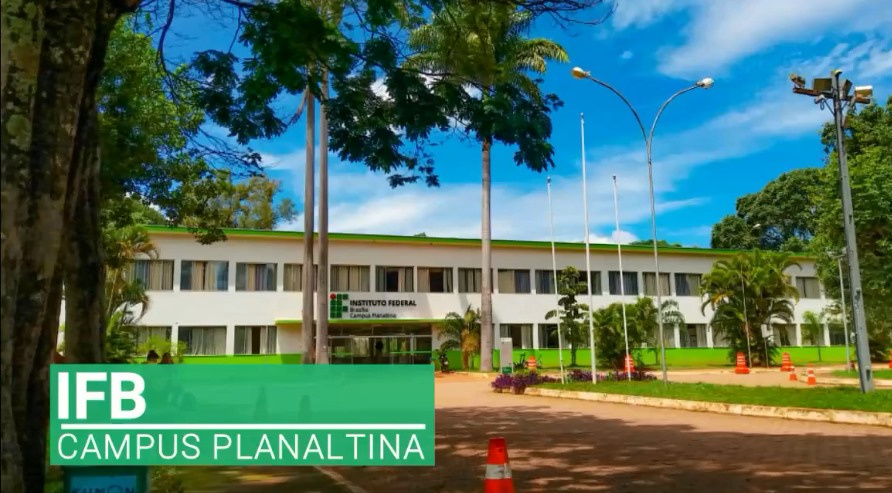 INSTITUTO FEDERAL
Brasília
Campus Planaltina
IFB
CAMPUS PLANALTINA